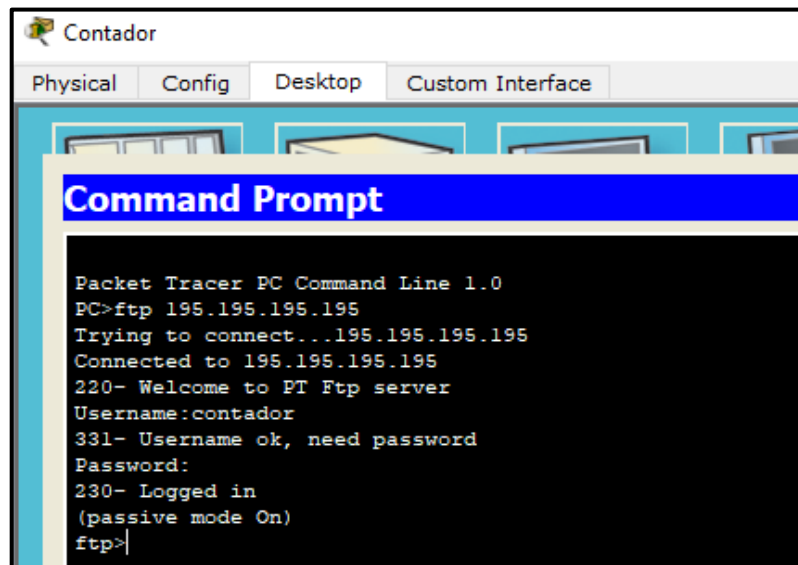 Contador
Physical Config Desktop Custom Interface
Command Prompt
Packet Tracer PC Command Line 1.0
PC>ftp 195.195.195.195
Trying to connect...195.195.195.195
Connected to 195.195.195.195
220- Welcome to PT Ftp server
Username:contador
331- Username ok, need password
Password:
230- Logged in
(passive mode On)
ftp>